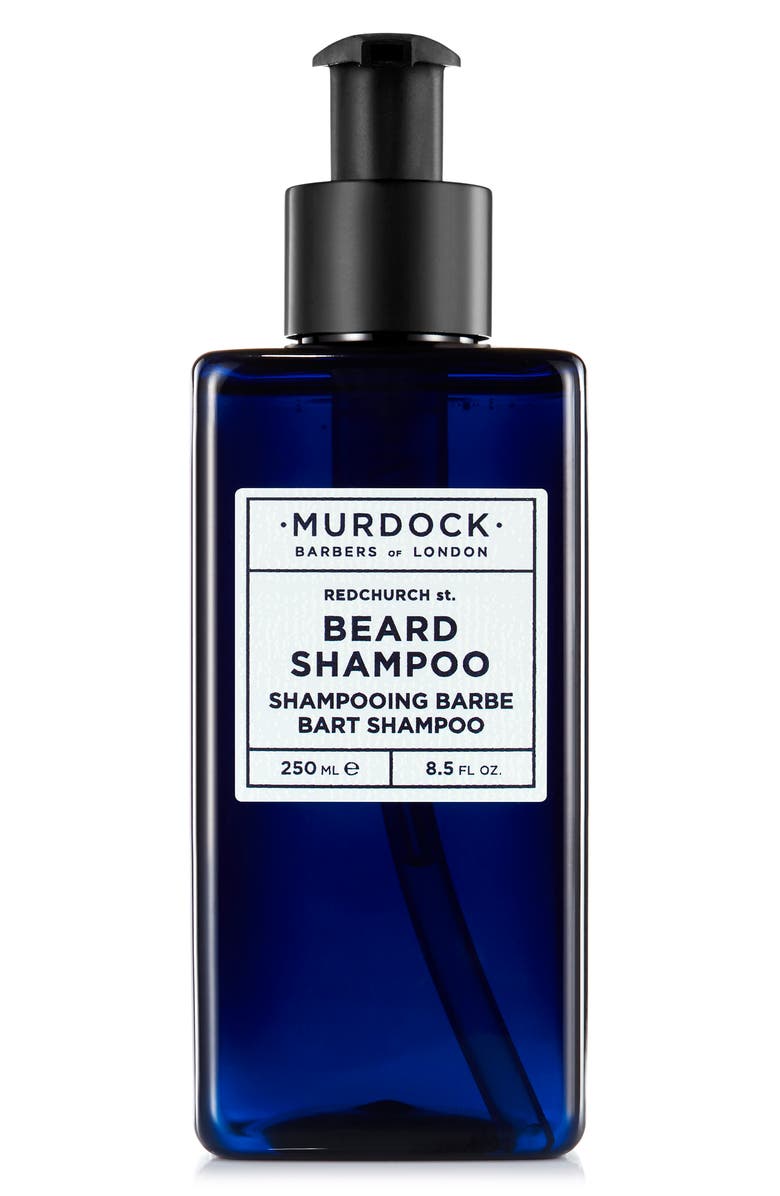 ·MURDOCK·
BARBERS OF LONDON
REDCHURCH st.
BEARD
SHAMPOO
SHAMPOOING BARBE
BART SHAMPOO
250 ML ℮
8.5 FL OZ.